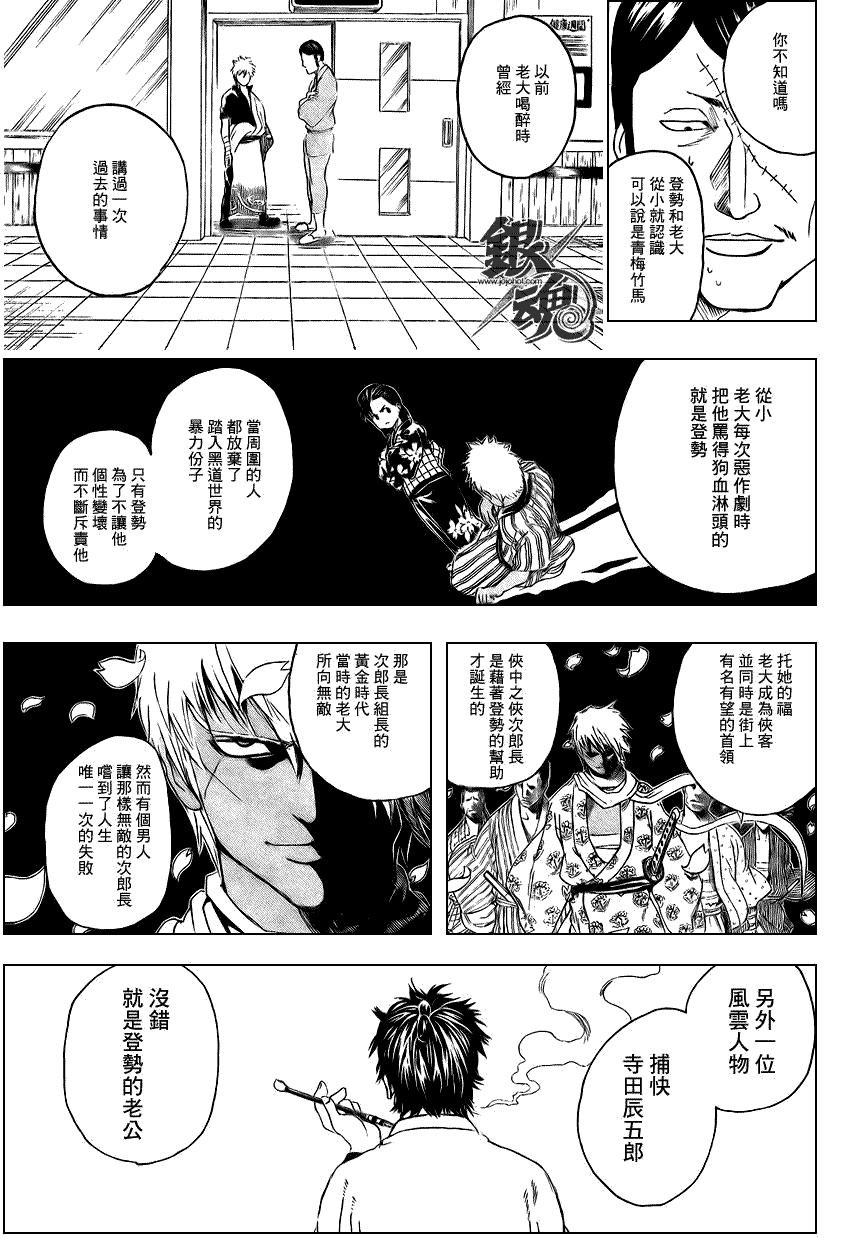 你不知道嗎
登勢和老大
從小就認識
可以說是青梅竹馬
以前
老大喝醉時
曾經
講過一次
過去的事情
銀魂
www.jojohot.com
從小
老大每次惡作劇時
把他罵得狗血淋頭的
就是登勢
當周圍的人
都放棄了
踏入黑道世界的
暴力份子
只有登勢
為了不讓他
個性變壞
而不斷斥責他
托她的福
老大成為俠客
並同時是街上
有名有望的首領
俠中之俠次郎長
是藉著登勢的幫助
才誕生的
那是
次郎長組長的
黃金時代
當時的老大
所向無敵
然而有個男人
讓那樣無敵的次郎長
嚐到了人生
唯一一次的失敗
另外一位
風雲人物
捕快
寺田辰五郎
沒錯
就是登勢的老公